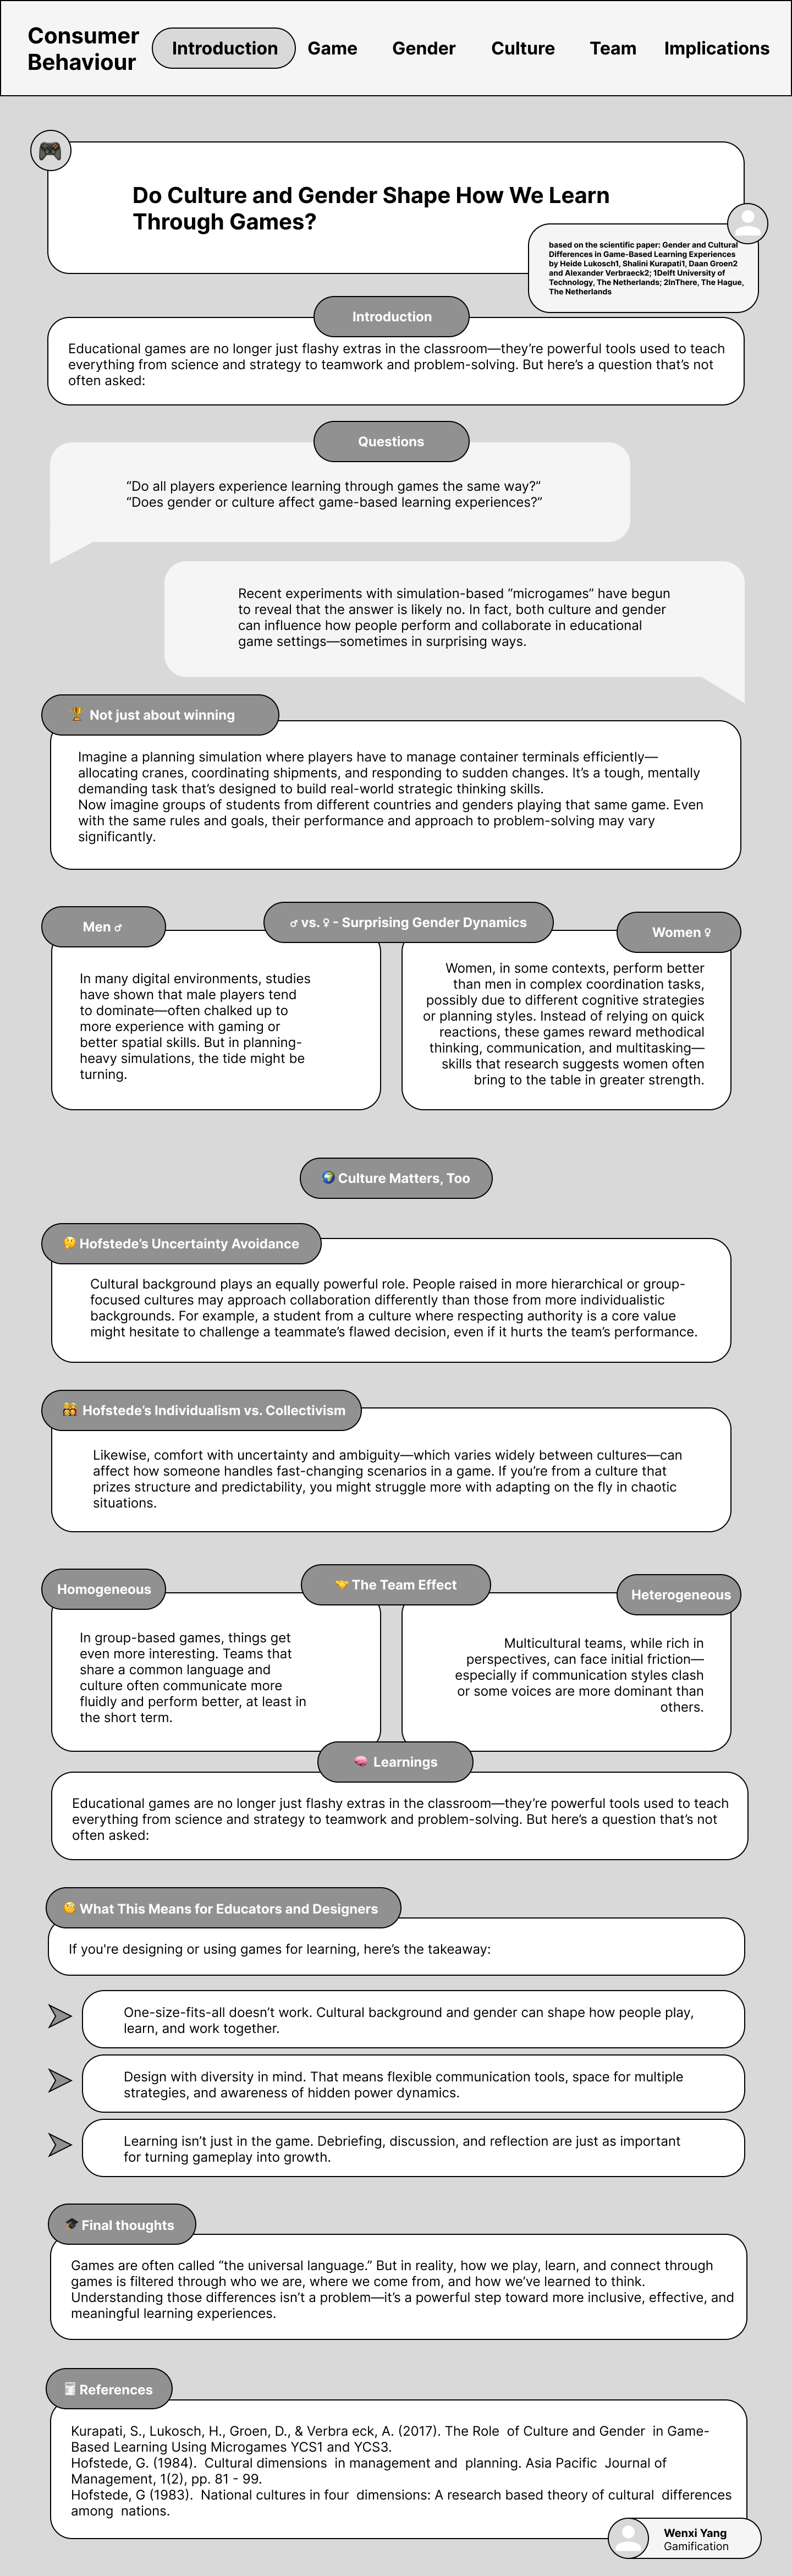 Consumer
Behaviour
Introduction
Game
Gender
Culture
Team
Implications
Do Culture and Gender Shape How We Learn
Through Games?
based on the scientific paper: Gender and Cultural
Differences in Game-Based Learning Experiences
by Heide Lukosch1, Shalini Kurapati1, Daan Groen2
and Alexander Verbraeck2; 1Delft University of
Technology, The Netherlands; 2InThere, The Hague,
The Netherlands
Introduction
Educational games are no longer just flashy extras in the classroom—they’re powerful tools used to teach
everything from science and strategy to teamwork and problem-solving. But here’s a question that’s not
often asked:
Questions
“Do all players experience learning through games the same way?”
“Does gender or culture affect game-based learning experiences?”
Recent experiments with simulation-based “microgames” have begun
to reveal that the answer is likely no. In fact, both culture and gender
can influence how people perform and collaborate in educational
game settings—sometimes in surprising ways.
🏆 Not just about winning
Imagine a planning simulation where players have to manage container terminals efficiently—
allocating cranes, coordinating shipments, and responding to sudden changes. It’s a tough, mentally
demanding task that’s designed to build real-world strategic thinking skills.
Now imagine groups of students from different countries and genders playing that same game. Even
with the same rules and goals, their performance and approach to problem-solving may vary
significantly.
♂ vs. ♀ - Surprising Gender Dynamics
Men ♂
In many digital environments, studies
have shown that male players tend
to dominate—often chalked up to
more experience with gaming or
better spatial skills. But in planning-
heavy simulations, the tide might be
turning.
Women ♀
Women, in some contexts, perform better
than men in complex coordination tasks,
possibly due to different cognitive strategies
or planning styles. Instead of relying on quick
reactions, these games reward methodical
thinking, communication, and multitasking—
skills that research suggests women often
bring to the table in greater strength.
🌍 Culture Matters, Too
🤔 Hofstede’s Uncertainty Avoidance
Cultural background plays an equally powerful role. People raised in more hierarchical or group-
focused cultures may approach collaboration differently than those from more individualistic
backgrounds. For example, a student from a culture where respecting authority is a core value
might hesitate to challenge a teammate’s flawed decision, even if it hurts the team’s performance.
Hofstede’s Individualism vs. Collectivism
Likewise, comfort with uncertainty and ambiguity—which varies widely between cultures—can
affect how someone handles fast-changing scenarios in a game. If you’re from a culture that
prizes structure and predictability, you might struggle more with adapting on the fly in chaotic
situations.
🤝 The Team Effect
Homogeneous
In group-based games, things get
even more interesting. Teams that
share a common language and
culture often communicate more
fluidly and perform better, at least in
the short term.
Heterogeneous
Multicultural teams, while rich in
perspectives, can face initial friction—
especially if communication styles clash
or some voices are more dominant than
others.
🧠 Learnings
Educational games are no longer just flashy extras in the classroom—they’re powerful tools used to teach
everything from science and strategy to teamwork and problem-solving. But here’s a question that’s not
often asked:
🧐 What This Means for Educators and Designers
If you're designing or using games for learning, here’s the takeaway:
One-size-fits-all doesn’t work. Cultural background and gender can shape how people play,
learn, and work together.
Design with diversity in mind. That means flexible communication tools, space for multiple
strategies, and awareness of hidden power dynamics.
Learning isn’t just in the game. Debriefing, discussion, and reflection are just as important
for turning gameplay into growth.
🎓 Final thoughts
Games are often called “the universal language.” But in reality, how we play, learn, and connect through
games is filtered through who we are, where we come from, and how we’ve learned to think.
Understanding those differences isn’t a problem—it’s a powerful step toward more inclusive, effective, and
meaningful learning experiences.
References
Kurapati, S., Lukosch, H., Groen, D., & Verbra eck, A. (2017). The Role  of Culture and Gender  in Game-
Based Learning Using Microgames YCS1 and YCS3.
Hofstede, G. (1984).  Cultural dimensions  in management and  planning. Asia Pacific  Journal of
Management, 1(2), pp. 81 - 99.
Hofstede, G (1983).  National cultures in four  dimensions: A research based theory of cultural  differences
among  nations.
Wenxi Yang
Gamification